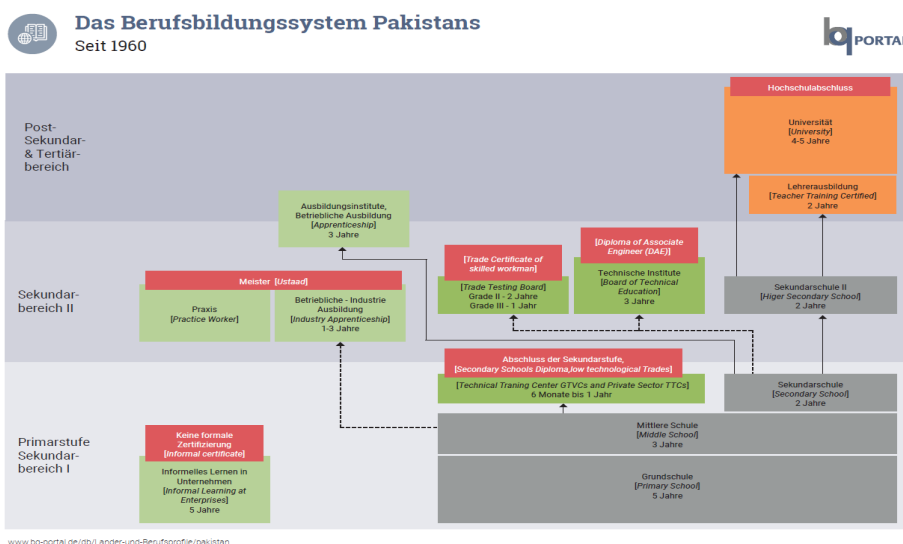 Das Berufsbildungssystem Pakistans
Seit 1960
bq PORTAL
Post-
Sekundar-
& Tertiär-
bereich
Hochschulabschluss
Universität
[University]
4-5 Jahre
Lehrerausbildung
[Teacher Training Certified]
2 Jahre
Ausbildungsinstitute,
Betriebliche Ausbildung
[Apprenticeship]
3 Jahre
Sekundar-
bereich II
Meister [Ustaad]
Praxis
[Practice Worker]
Betriebliche - Industrie
Ausbildung
[Industry Apprenticeship]
1-3 Jahre
[Trade Certificate of
skilled workman]
[Trade Testing Board]
Grade II - 2 Jahre
Grade III - 1 Jahr
[Diploma of Associate
Engineer (DAE)]
Technische Institute
[Board of Technical
Education]
3 Jahre
Sekundarschule II
[Higer Secondary School]
2 Jahre
Primarstufe
Sekundar-
bereich I
Abschluss der Sekundarstufe,
[Secondary Schools Diploma,low technological Trades]
[Technical Traning Center GTVCs and Private Sector TTCs]
6 Monate bis 1 Jahr
Sekundarschule
[Secondary School]
2 Jahre
Mittlere Schule
[Middle School]
3 Jahre
Grundschule
[Primary School]
5 Jahre
Keine formale
Zertifizierung
[Informal certificate]
Informelles Lernen in
Unternehmen
[Informal Learning at
Enterprises]
5 Jahre
www.bq-portal.de/db/Länder-und-Berufsprofile/pakistan